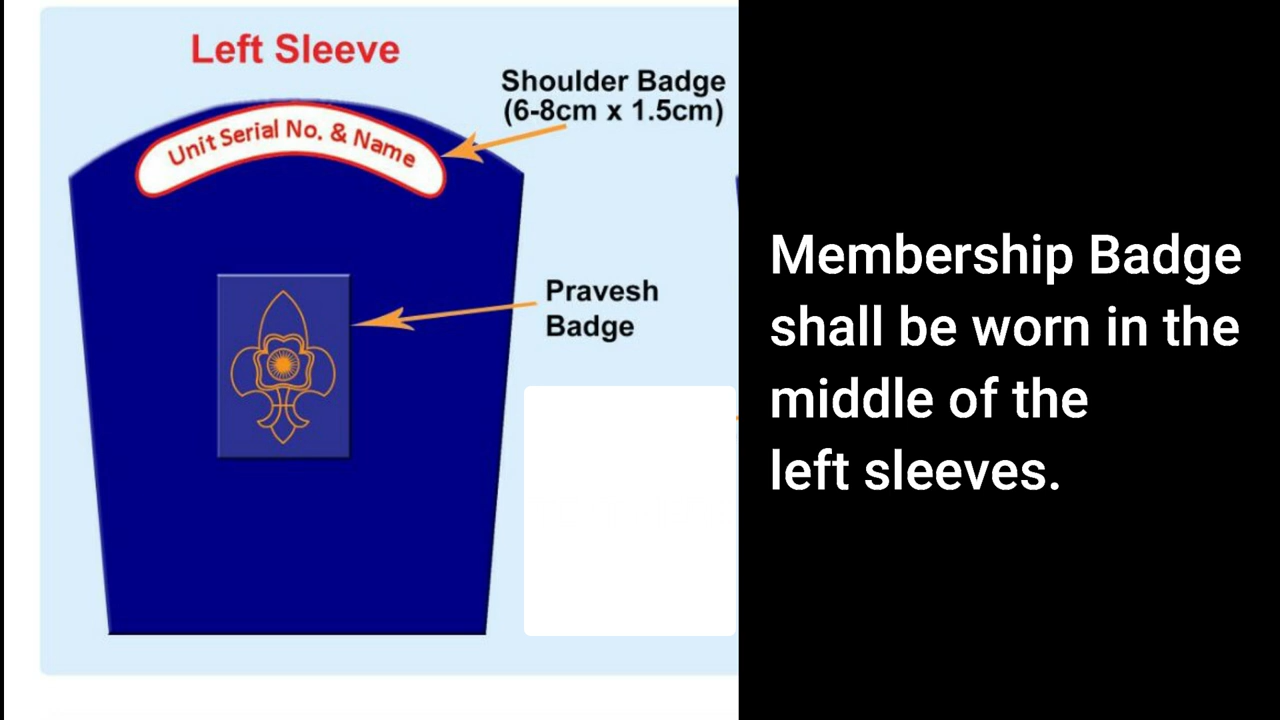 Left Sleeve
Shoulder Badge
(6-8cm x 1.5cm)
Unit Serial No. & Name
Pravesh
Badge
Membership Badge
shall be worn in the
middle of the
left sleeves.